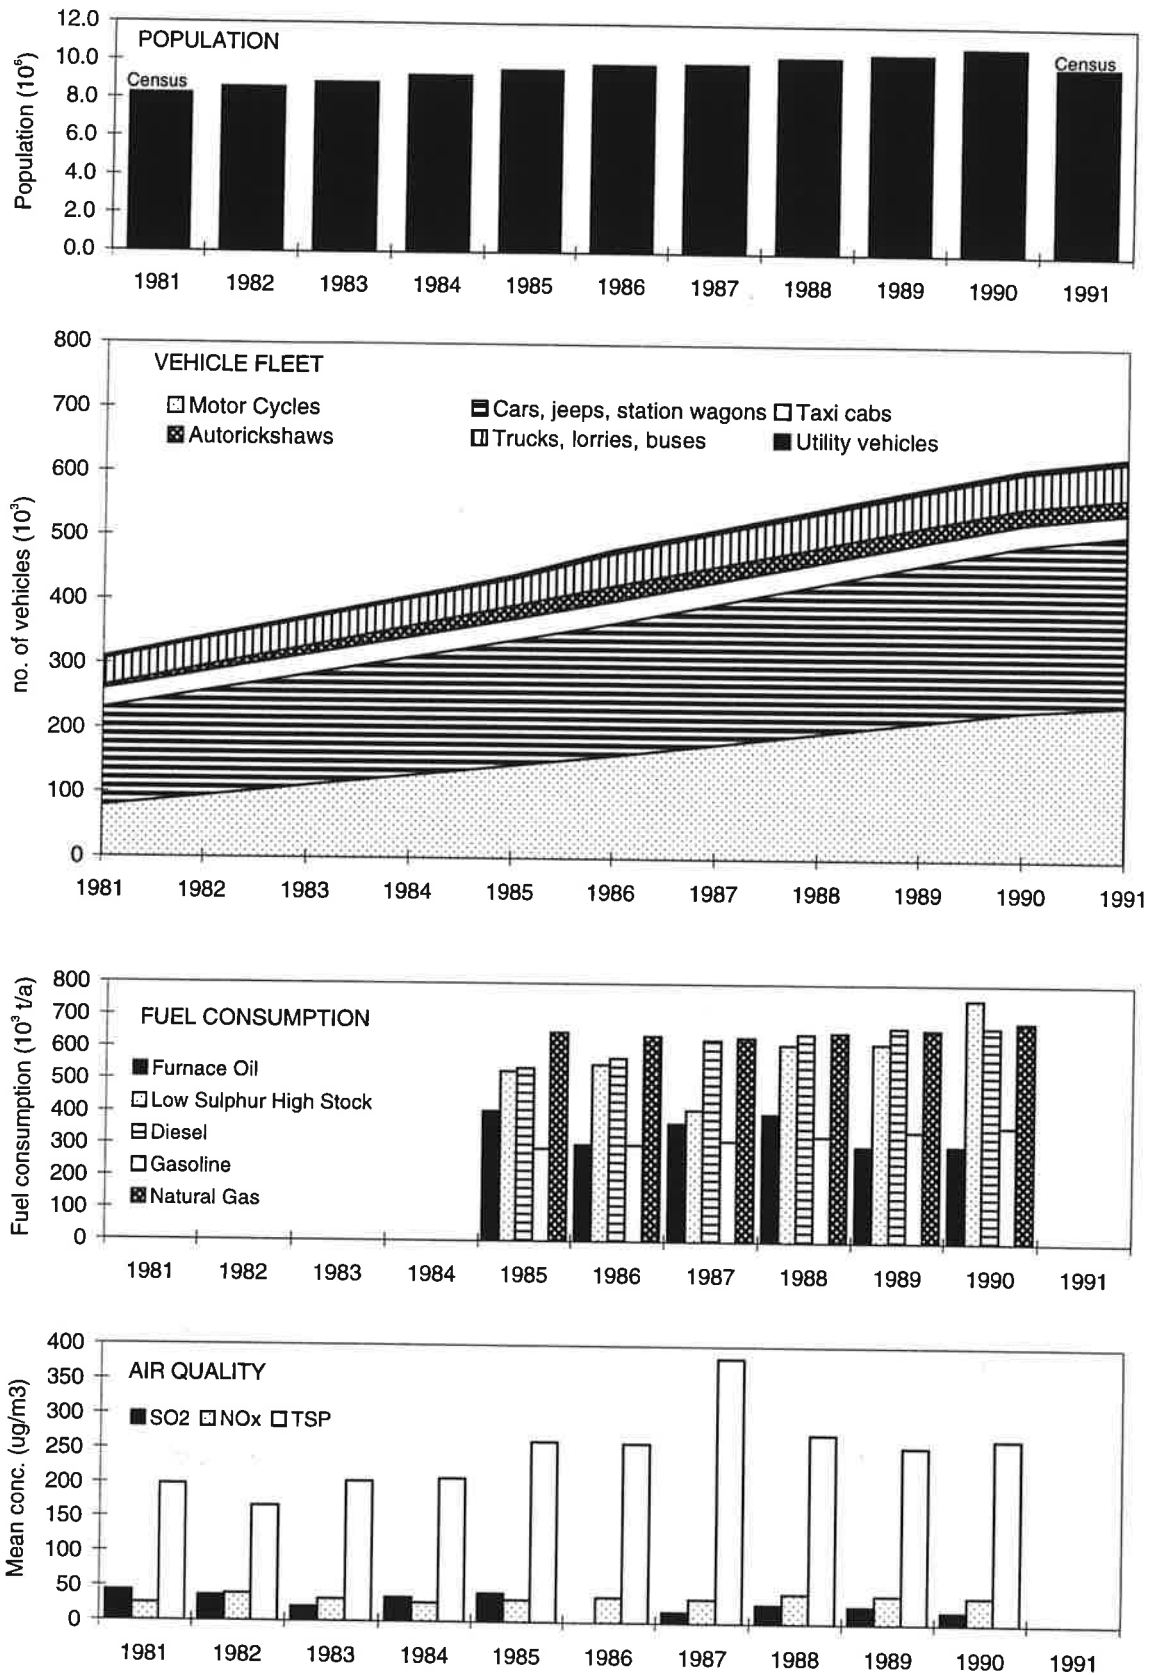 POPULATION
Population (10⁶)
12.0
10.0
8.0
6.0
4.0
2.0
0.0
Census
Census
1981 1982 1983 1984 1985 1986 1987 1988 1989 1990 1991
VEHICLE FLEET
no. of vehicles (10³)
800
700
600
500
400
300
200
100
0
Motor Cycles Cars, jeeps, station wagons Taxi cabs
Autorickshaws Trucks, lorries, buses Utility vehicles
1981 1982 1983 1984 1985 1986 1987 1988 1989 1990 1991
FUEL CONSUMPTION
Fuel consumption (10³ t/a)
800
700
600
500
400
300
200
100
0
Furnace Oil
Low Sulphur High Stock
Diesel
Gasoline
Natural Gas
1981 1982 1983 1984 1985 1986 1987 1988 1989 1990 1991
AIR QUALITY
Mean conc. (ug/m3)
400
350
300
250
200
150
100
50
0
SO2 NOx TSP
1981 1982 1983 1984 1985 1986 1987 1988 1989 1990 1991